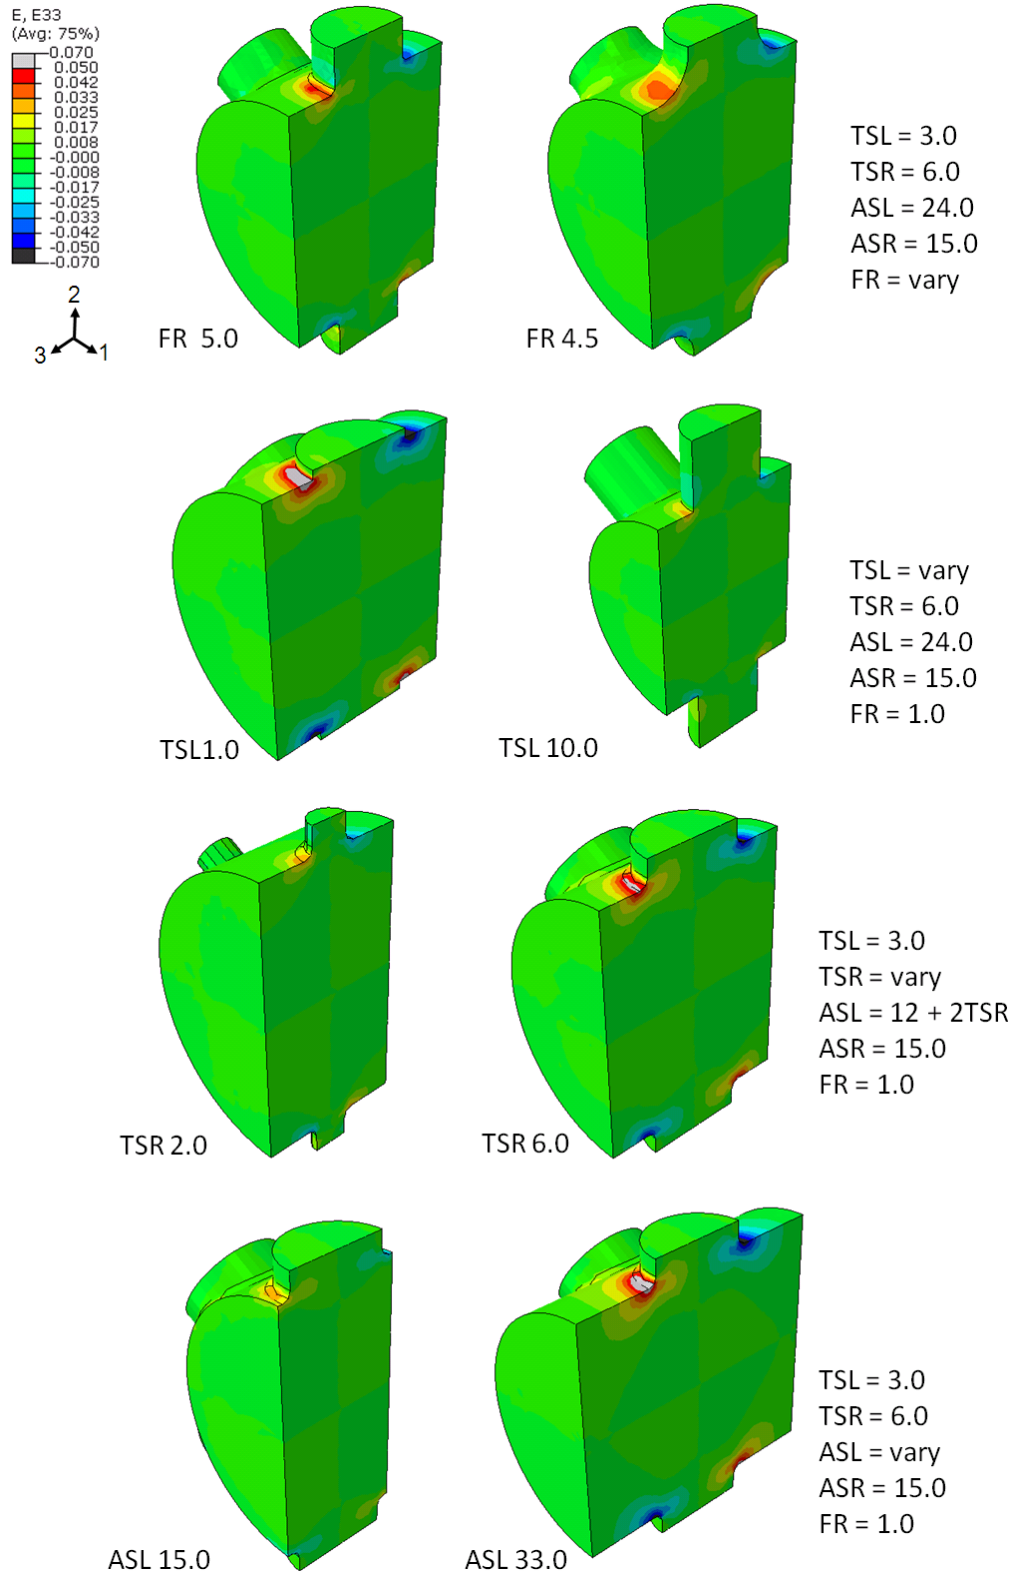 E, E33
(Avg: 75%)
0.070
0.050
0.042
0.033
0.025
0.017
0.008
-0.000
-0.008
-0.017
-0.025
-0.033
-0.042
-0.050
-0.070
2
3
1
FR  5.0
FR 4.5
TSL = 3.0
TSR = 6.0
ASL = 24.0
ASR = 15.0
FR = vary
TSL1.0
TSL 10.0
TSL = vary
TSR = 6.0
ASL = 24.0
ASR = 15.0
FR = 1.0
TSR 2.0
TSR 6.0
TSL = 3.0
TSR = vary
ASL = 12 + 2TSR
ASR = 15.0
FR = 1.0
ASL 15.0
ASL 33.0
TSL = 3.0
TSR = 6.0
ASL = vary
ASR = 15.0
FR = 1.0